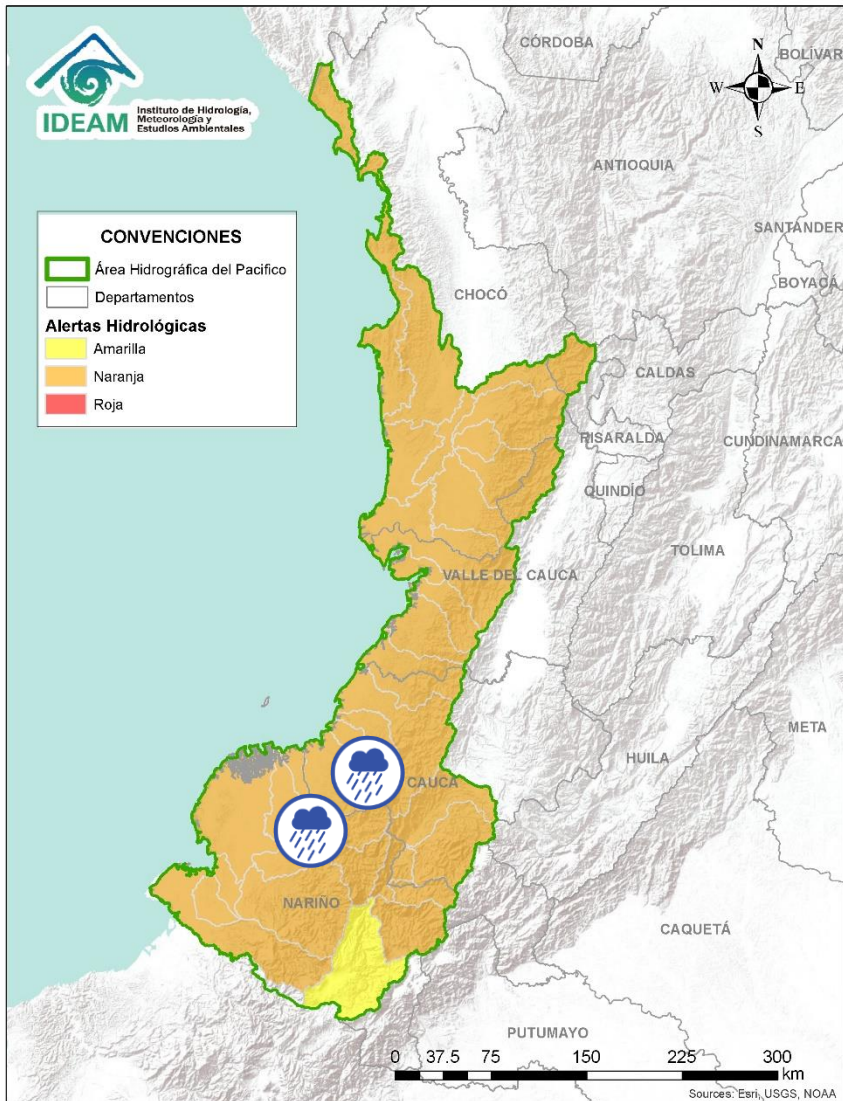 IDEAM
Instituto de Hidrología,
Meteorología y
Estudios Ambientales
CÓRDOBA
BOLÍVAR
N
W
E
S
ANTIOQUIA
SANTANDER
BOYACÁ
CONVENCIONES
Área Hidrográfica del Pacifico
Departamentos
Alertas Hidrológicas
Amarilla
Naranja
Roja
CHOCÓ
CALDAS
RISARALDA
CUNDINAMARCA
QUINDÍO
TOLIMA
VALLE DEL CAUCA
META
HUILA
CAUCA
NARIÑO
CAQUETÁ
PUTUMAYO
0 37.5 75 150 225 300
km
Sources: Esri, USGS, NOAA